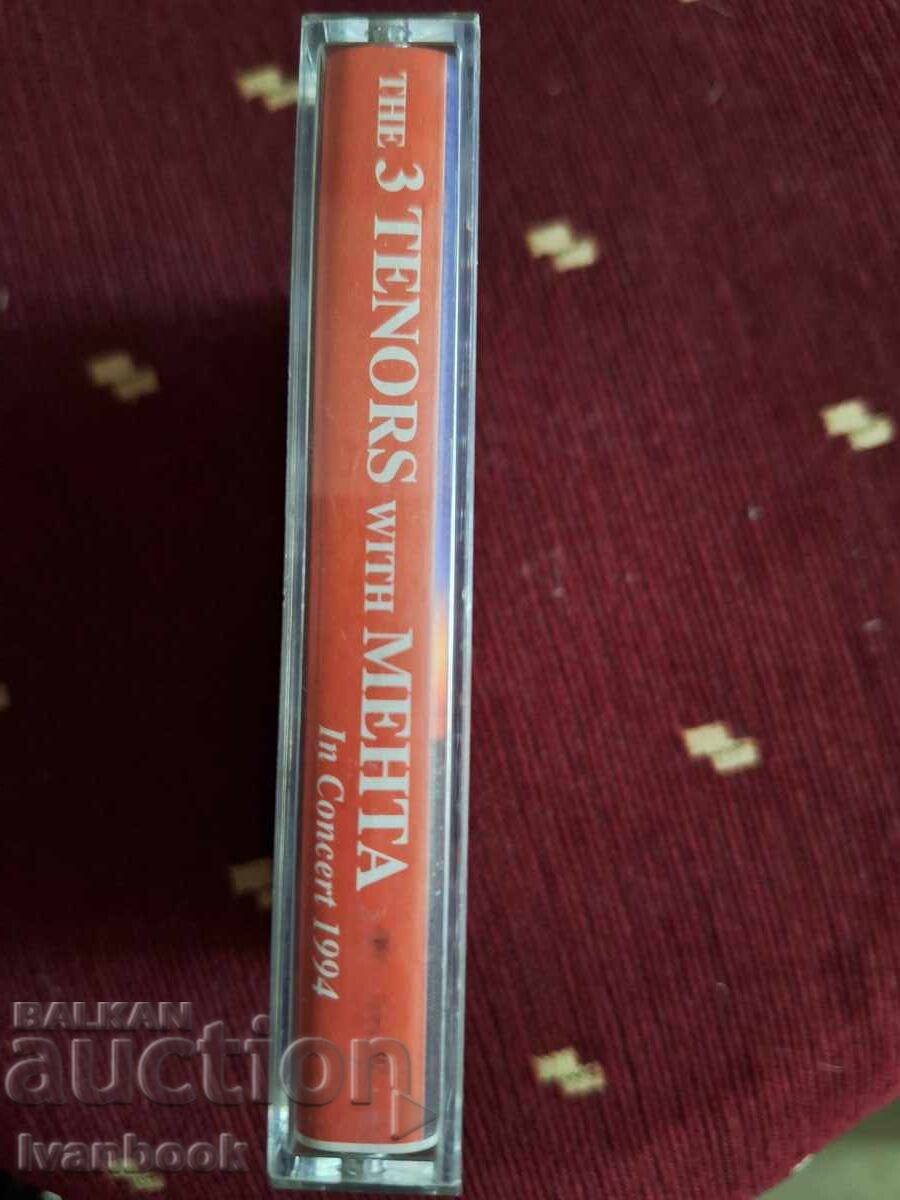 THE 3 TENORS WITH MEHTA
In Concert 1994
BALKAN
auction
Ivanbook